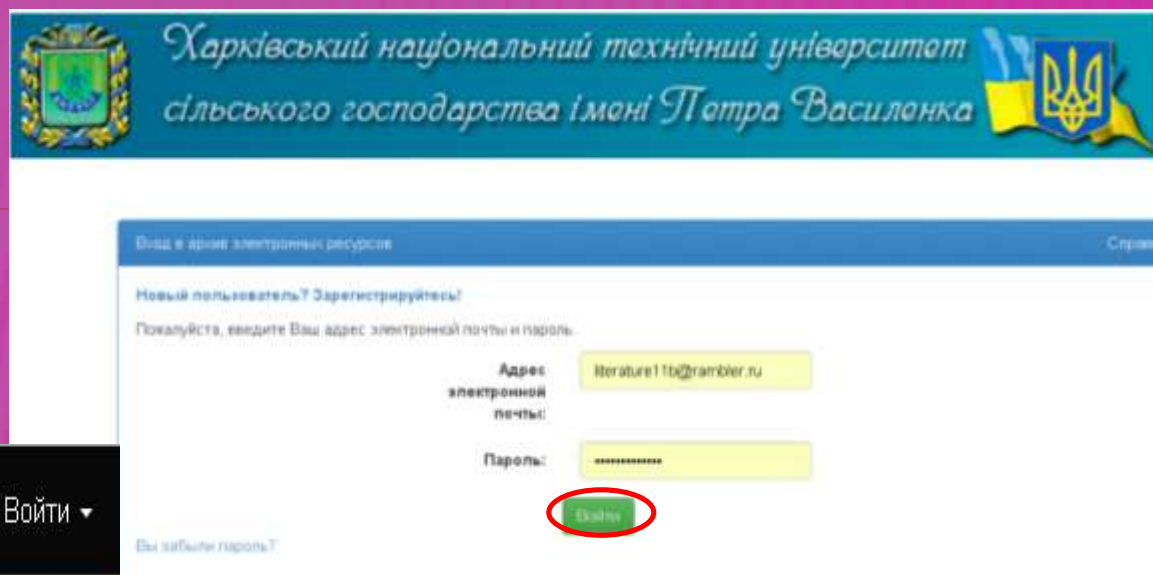 Харківський національний технічний університет
сільського господарства імені Петра Василенка
Вход в архив электронных ресурсов
Новый пользователь? Зарегистрируйтесь!
Пожалуйста, введите Ваш адрес электронной почты и пароль.
Адрес
электронной
почты:
literature11b@rambler.ru
Пароль:
Войти
Войти
Вы забыли пароль?